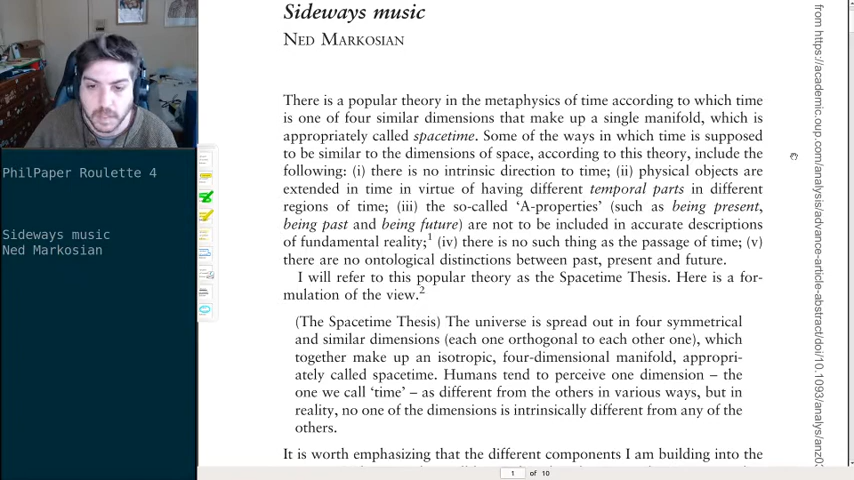 PhilPaper Roulette 4
Sideways music
Ned Markosian
Sideways music
NED MARKOSIAN
There is a popular theory in the metaphysics of time according to which time
is one of four similar dimensions that make up a single manifold, which is
appropriately called spacetime. Some of the ways in which time is supposed
to be similar to the dimensions of space, according to this theory, include the
following: (i) there is no intrinsic direction to time; (ii) physical objects are
extended in time in virtue of having different temporal parts in different
regions of time; (iii) the so-called ‘A-properties’ (such as being present,
being past and being future) are not to be included in accurate descriptions
of fundamental reality;1 (iv) there is no such thing as the passage of time; (v)
there are no ontological distinctions between past, present and future.
I will refer to this popular theory as the Spacetime Thesis. Here is a for-
mulation of the view.2
(The Spacetime Thesis) The universe is spread out in four symmetrical
and similar dimensions (each one orthogonal to each other one), which
together make up an isotropic, four-dimensional manifold, appropri-
ately called spacetime. Humans tend to perceive one dimension – the
one we call ‘time’ – as different from the others in various ways, but in
reality, no one of the dimensions is intrinsically different from any of the
others.
It is worth emphasizing that the different components I am building into the
1 of 10
from https://academic.oup.com/analysis/advance-article-abstract/doi/10.1093/analys/anz0